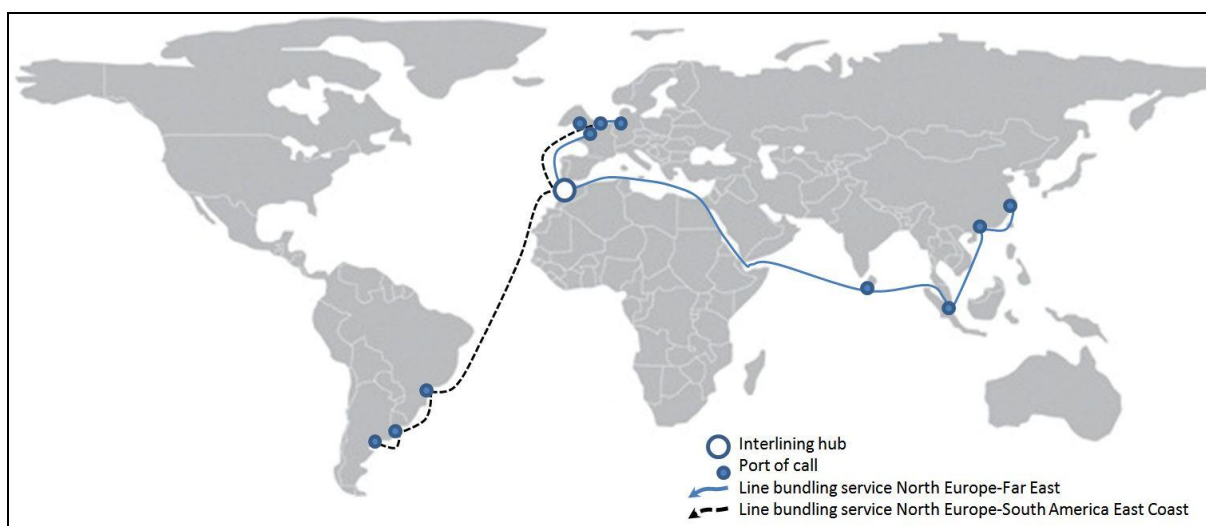 Interlining hub
Port of call
Line bundling service North Europe-Far East
Line bundling service North Europe-South America East Coast